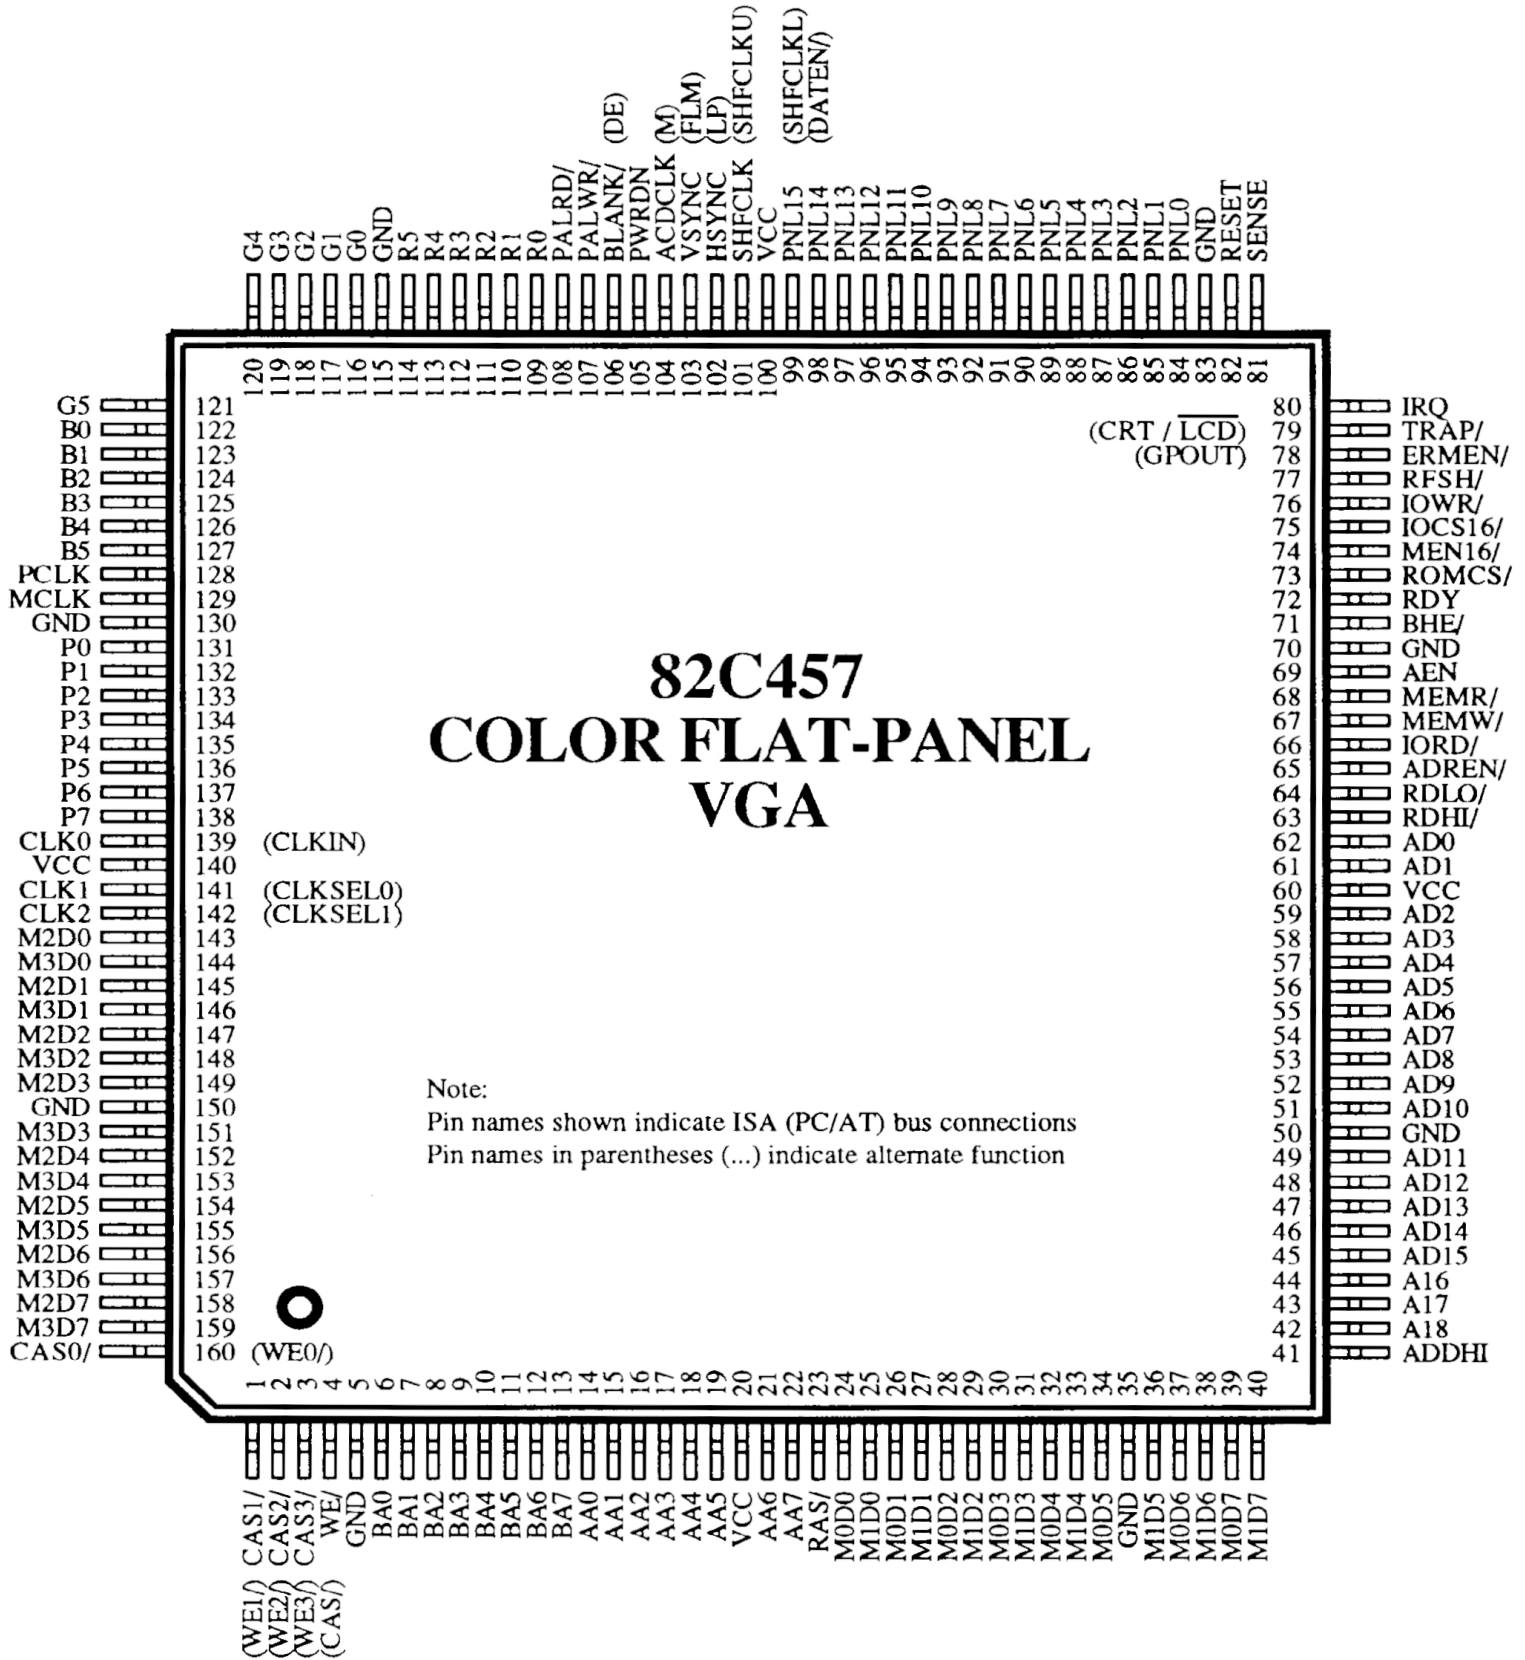 (DE)
(M)
(FLM)
(LP)
(SHFCLKU)
(SHFCLKL)
(DATEN/)
G4
G3
G2
G1
G0
GND
R5
R4
R3
R2
R1
R0
PALRD/
PALWR/
BLANK/
PWRDN
ACDCLK
VSYNC
HSYNC
SHFCLK
VCC
PNL15
PNL14
PNL13
PNL12
PNL11
PNL10
PNL9
PNL8
PNL7
PNL6
PNL5
PNL4
PNL3
PNL2
PNL1
PNL0
GND
RESET
SENSE
120
119
118
117
116
115
114
113
112
111
110
109
108
107
106
105
104
103
102
101
100
99
98
97
96
95
94
93
92
91
90
89
88
87
86
85
84
83
82
81
G5 121
B0 122
B1 123
B2 124
B3 125
B4 126
B5 127
PCLK 128
MCLK 129
GND 130
P0 131
P1 132
P2 133
P3 134
P4 135
P5 136
P6 137
P7 138
CLK0 139 (CLKIN)
VCC 140
CLK1 141 (CLKSEL0)
CLK2 142 (CLKSEL1)
M2D0 143
M3D0 144
M2D1 145
M3D1 146
M2D2 147
M3D2 148
M2D3 149
GND 150
M3D3 151
M2D4 152
M3D4 153
M2D5 154
M3D5 155
M2D6 156
M3D6 157
M2D7 158
M3D7 159
CAS0/ 160 (WE0/)
82C457
COLOR FLAT-PANEL
VGA
Note:
Pin names shown indicate ISA (PC/AT) bus connections
Pin names in parentheses (...) indicate alternate function
80 IRQ
(CRT / LCD) 79 TRAP/
(GPOUT) 78 ERMEN/
77 RFSH/
76 IOWR/
75 IOCS16/
74 MEN16/
73 ROMCS/
72 RDY
71 BHE/
70 GND
69 AEN
68 MEMR/
67 MEMW/
66 IORD/
65 ADREN/
64 RDLO/
63 RDHI/
62 AD0
61 AD1
60 VCC
59 AD2
58 AD3
57 AD4
56 AD5
55 AD6
54 AD7
53 AD8
52 AD9
51 AD10
50 GND
49 AD11
48 AD12
47 AD13
46 AD14
45 AD15
44 A16
43 A17
42 A18
41 ADDHI
1
2
3
4
5
6
7
8
9
10
11
12
13
14
15
16
17
18
19
20
21
22
23
24
25
26
27
28
29
30
31
32
33
34
35
36
37
38
39
40
(WE1/) CAS1/
(WE2/) CAS2/
(WE3/) CAS3/
(CAS/) WE/
GND
BA0
BA1
BA2
BA3
BA4
BA5
BA6
BA7
AA0
AA1
AA2
AA3
AA4
AA5
VCC
AA6
AA7
RAS/
M0D0
M1D0
M0D1
M1D1
M0D2
M1D2
M0D3
M1D3
M0D4
M1D4
M0D5
GND
M1D5
M0D6
M1D6
M0D7
M1D7